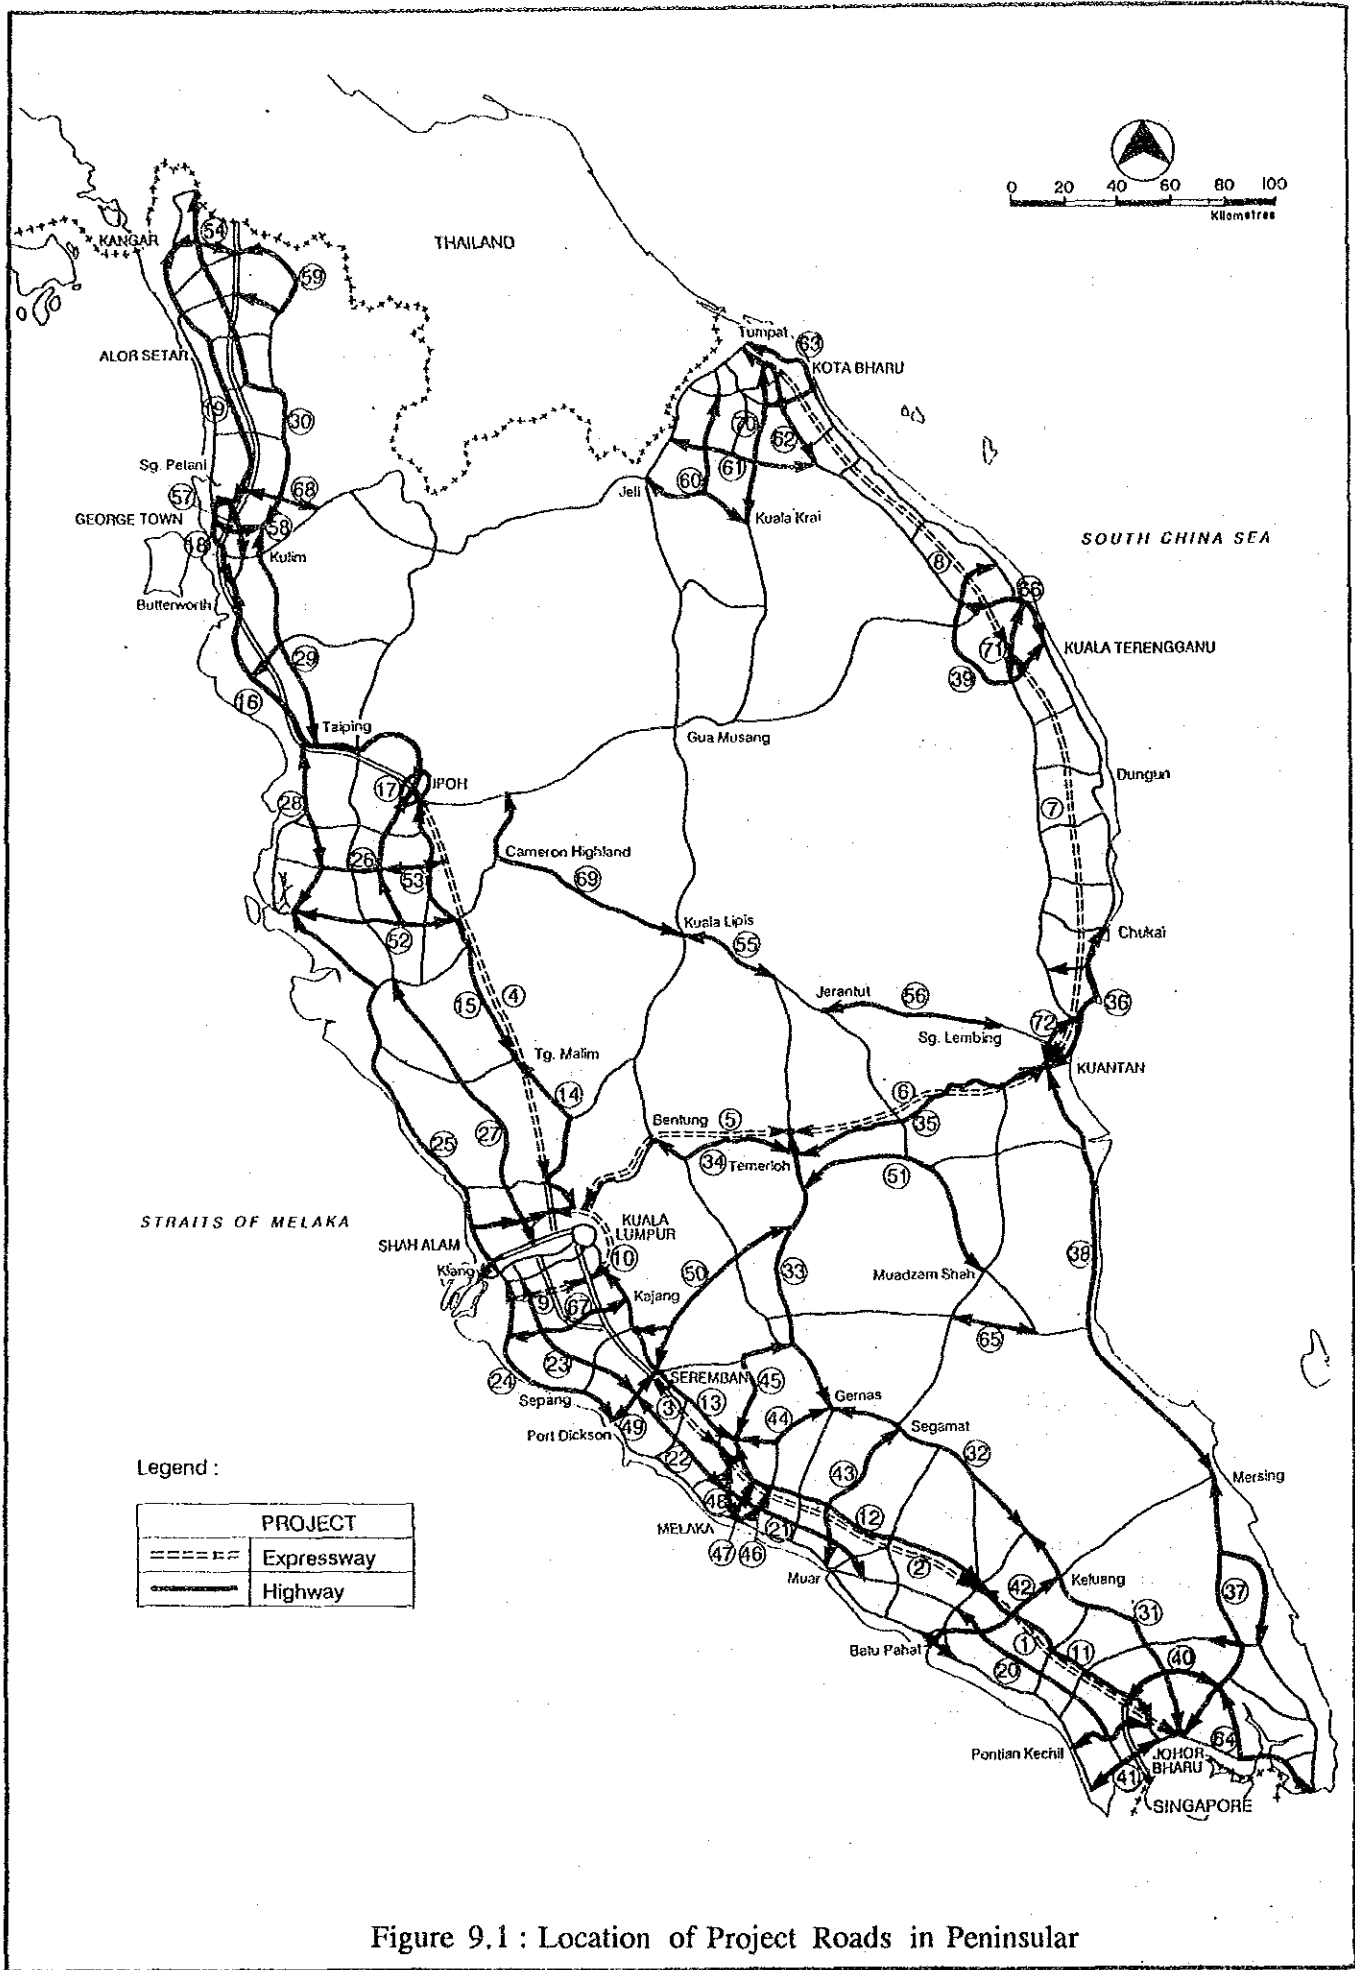 0 20 40 60 80 100
Kilometres
54
KANGAR
THAILAND
59
Tumpat
63
ALOR SETAR
KOTA BHARU
19
30
70
62
Sg. Petani
61
68
60
57
Jeli
GEORGE TOWN
58
Kuala Krai
18
Kulim
SOUTH CHINA SEA
8
Butterworth
66
KUALA TERENGGANU
71
29
39
16
Taiping
Gua Musang
Dungun
17
IPOH
28
7
Cameron Highland
26
53
69
Kuala Lipis
Chukai
52
55
15
4
Jerantut
56
36
72
Sg. Lembing
Tg. Malim
KUANTAN
14
6
Bentung
5
35
25
27
34
Temerloh
51
STRAITS OF MELAKA
KUALA
LUMPUR
SHAH ALAM
10
38
Klang
50
33
Muadzam Shah
9
67
Kajang
65
23
24
SEREMBAN
45
Sepang
3
13
Gemas
49
44
Port Dickson
Segamat
22
32
Legend :
43
Mersing
48
12
PROJECT
MELAKA
21
Expressway
47
46
2
Highway
Muar
42
Keluang
37
31
Batu Pahat
1
11
40
20
Pontian Kechil
JOHOR
BHARU
64
41
SINGAPORE
Figure 9.1 : Location of Project Roads in Peninsular